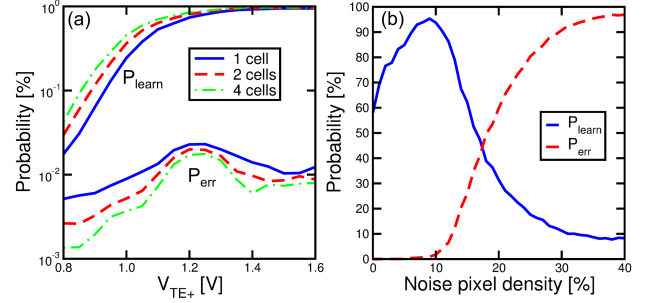 (a)
Probability [%]
10^0
10^-1
10^-2
10^-3
P_learn
P_err
1 cell
2 cells
4 cells
0.8 1.0 1.2 1.4 1.6
V_TE+ [V]
(b)
Probability [%]
100
90
80
70
60
50
40
30
20
10
0
P_learn
P_err
0 10 20 30 40
Noise pixel density [%]